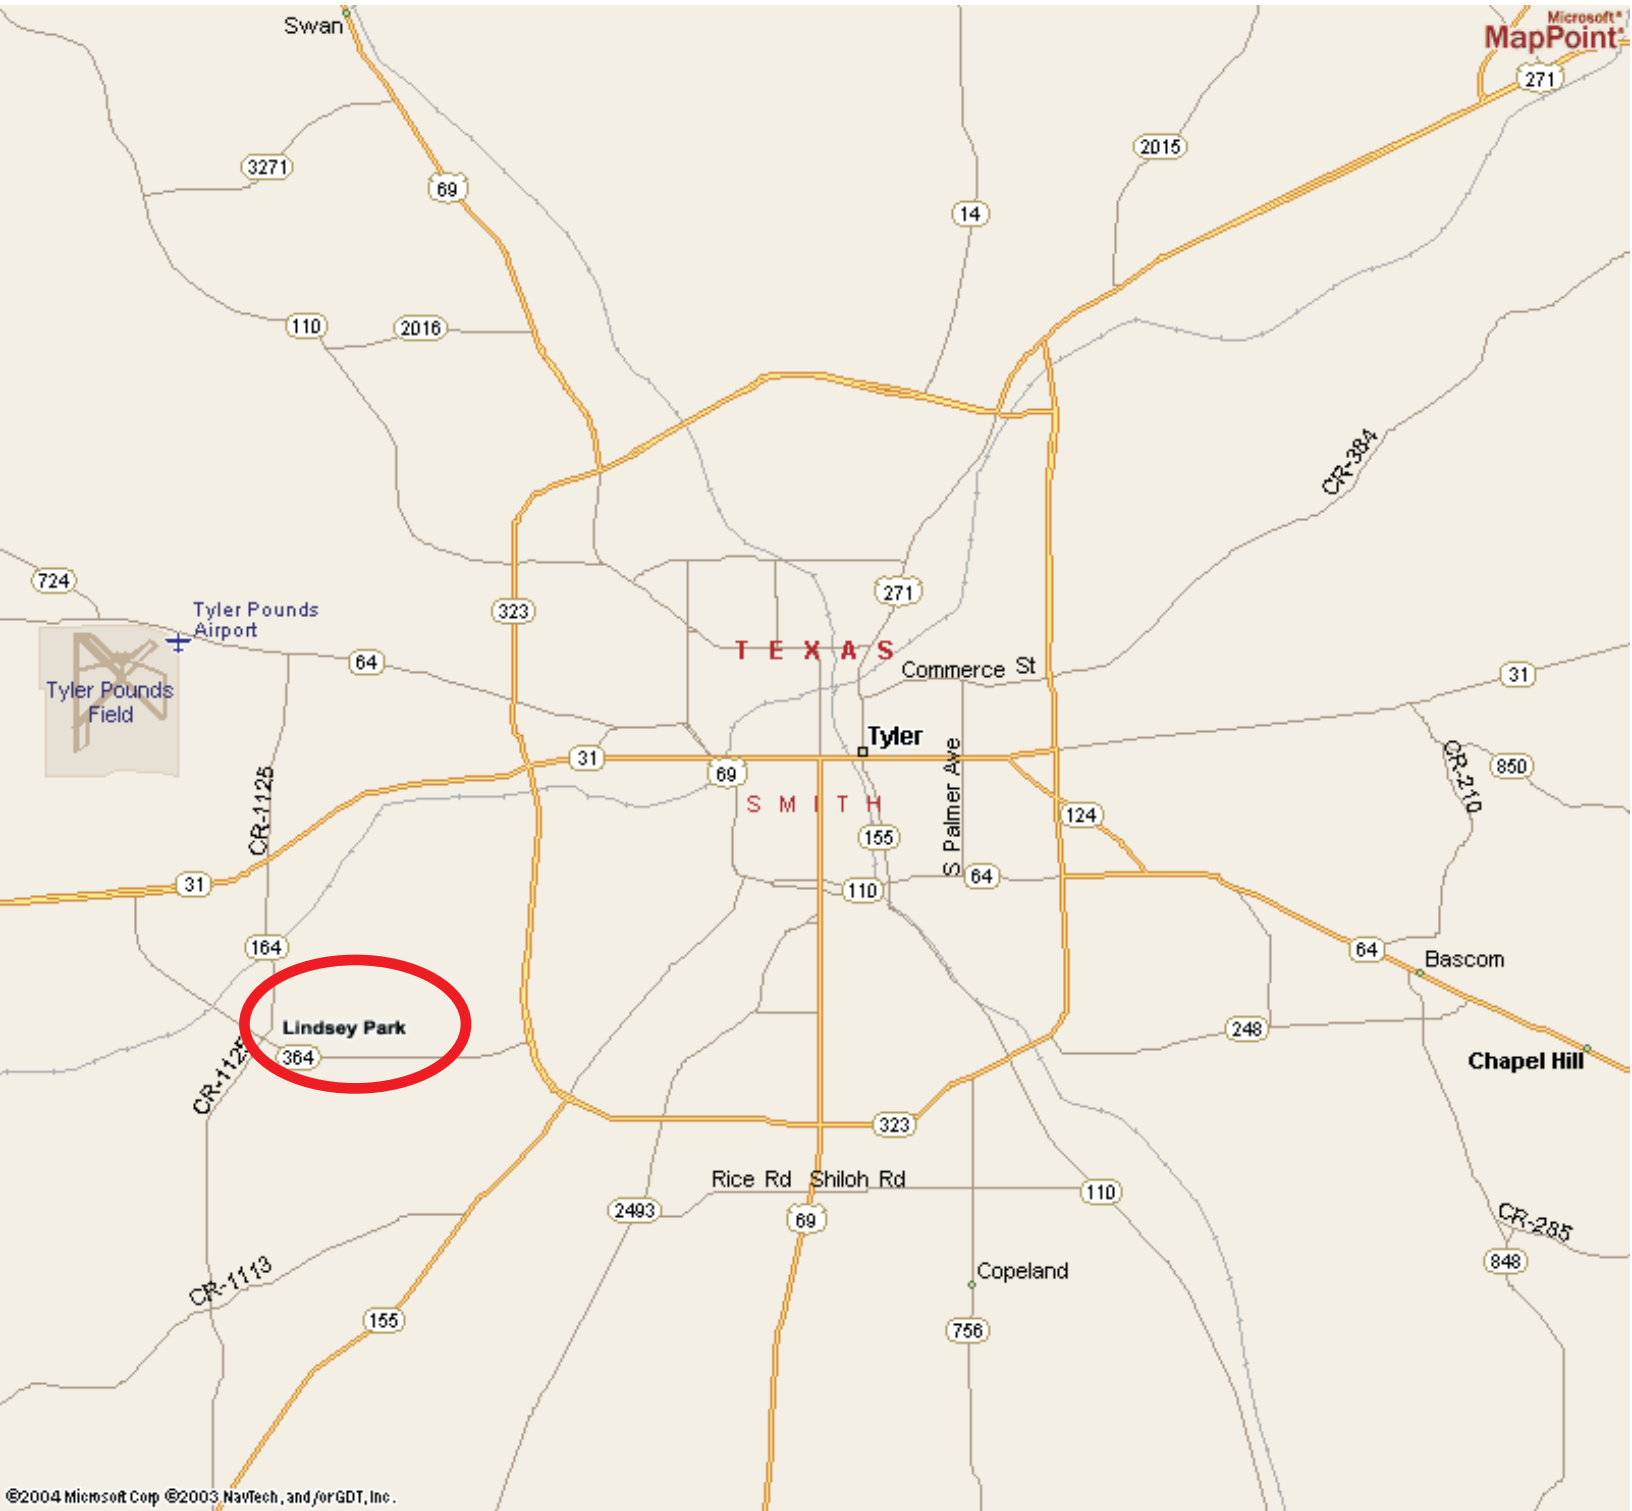 Swan
Microsoft®
MapPoint®
271
3271
69
2015
14
110
2016
CR-384
724
Tyler Pounds
Airport
323
271
TEXAS
64
Commerce St
31
Tyler Pounds
Field
Tyler
31
69
CR-210
850
CR-1125
SMITH
S Palmer Ave
124
155
31
110
64
164
64
Bascom
Lindsey Park
248
364
CR-1125
Chapel Hill
323
Rice Rd
Shiloh Rd
110
2493
69
CR-285
848
CR-1113
Copeland
155
756
©2004 Microsoft Corp ©2003 NavTech, and/or GDT, Inc.